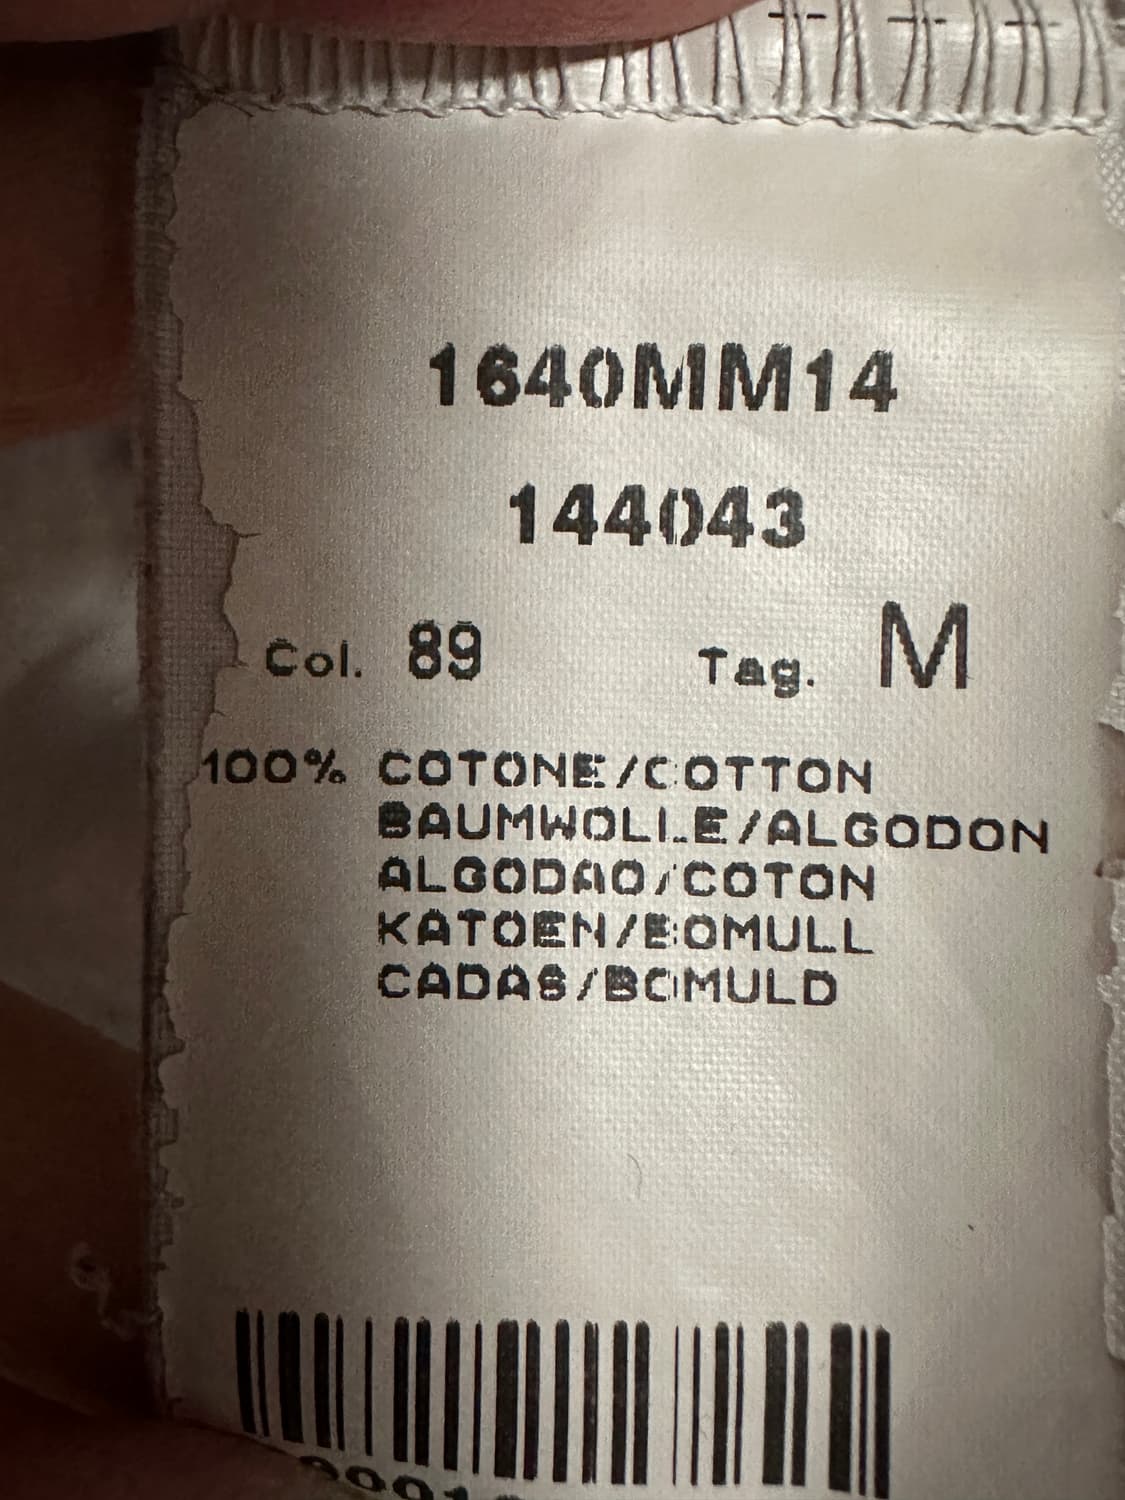 1640MM14
144043
Col. 89 Tag. M
100% COTONE/COTTON
BAUMWOLLE/ALGODON
ALGODAO/COTON
KATOEN/BOMULL
CADAS/BOMULD